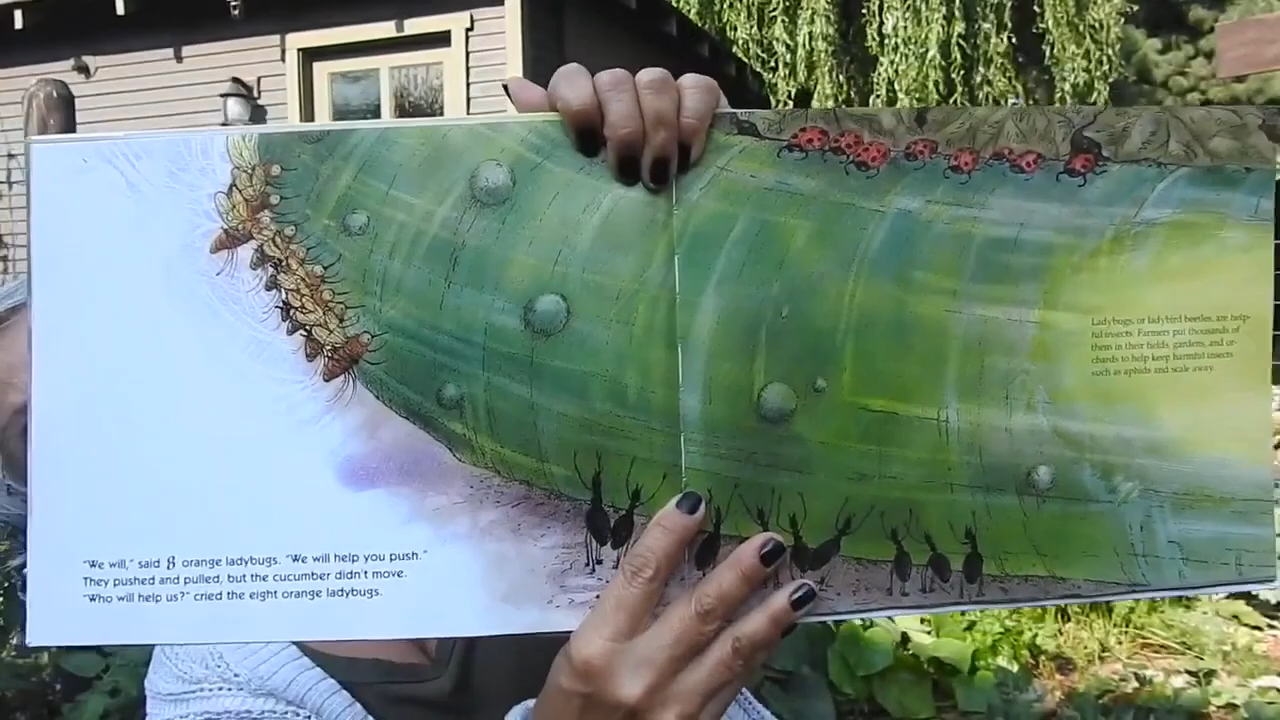 "We will," said 8 orange ladybugs. "We will help you push."
They pushed and pulled, but the cucumber didn't move.
"Who will help us?" cried the eight orange ladybugs.
Ladybugs, or ladybird beetles, are help-
ful insects. Farmers put thousands of
them in their fields, gardens, and or-
chards to help keep harmful insects
such as aphids and scale away.